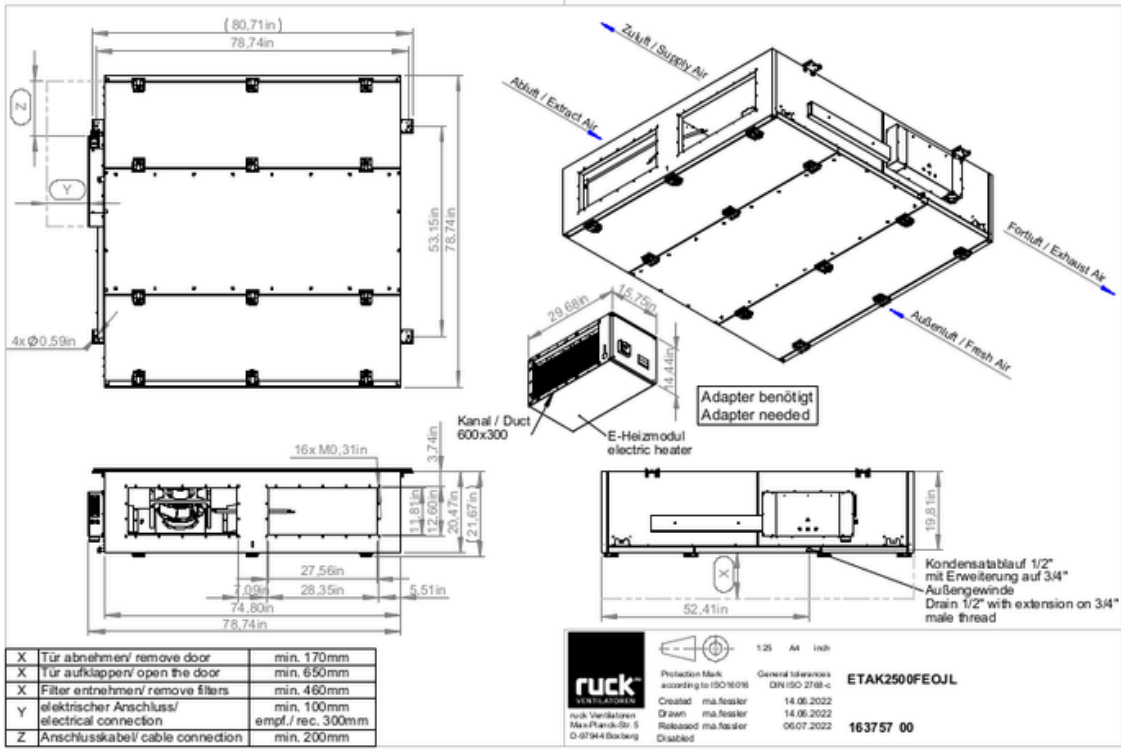 ( 80,71in )
78,74in
Z
Y
53,15in
78,74in
4x Ø0,59in
Zuluft / Supply Air
Abluft / Extract Air
Fortluft / Exhaust Air
Außenluft / Fresh Air
29,68in
15,75in
14,44in
Kanal / Duct
600x300
E-Heizmodul
electric heater
Adapter benötigt
Adapter needed
16x M0,31in
3,74in
11,81in
12,60in
20,47in
(21,67in)
27,56in
7,09in
28,35in
5,51in
74,80in
78,74in
19,81in
X
52,41in
Kondensatablauf 1/2"
mit Erweiterung auf 3/4"
Außengewinde
Drain 1/2" with extension on 3/4"
male thread
X Tür abnehmen/ remove door min. 170mm
X Tür aufklappen/ open the door min. 650mm
X Filter entnehmen/ remove filters min. 460mm
Y elektrischer Anschluss/ min. 100mm
electrical connection empf./ rec. 300mm
Z Anschlusskabel/ cable connection min. 200mm
ruck
VENTILATOREN
ruck Ventilatoren
Max-Planck-Str. 5
D-97944 Boxberg
1:25 A4 inch
Protection Mark General tolerances
according to ISO16016 DIN ISO 2768-c
ETAK2500FEOJL
Created ma.fessler 14.06.2022
Drawn ma.fessler 14.06.2022
Released ma.fessler 06.07.2022
Disabled
163757 00